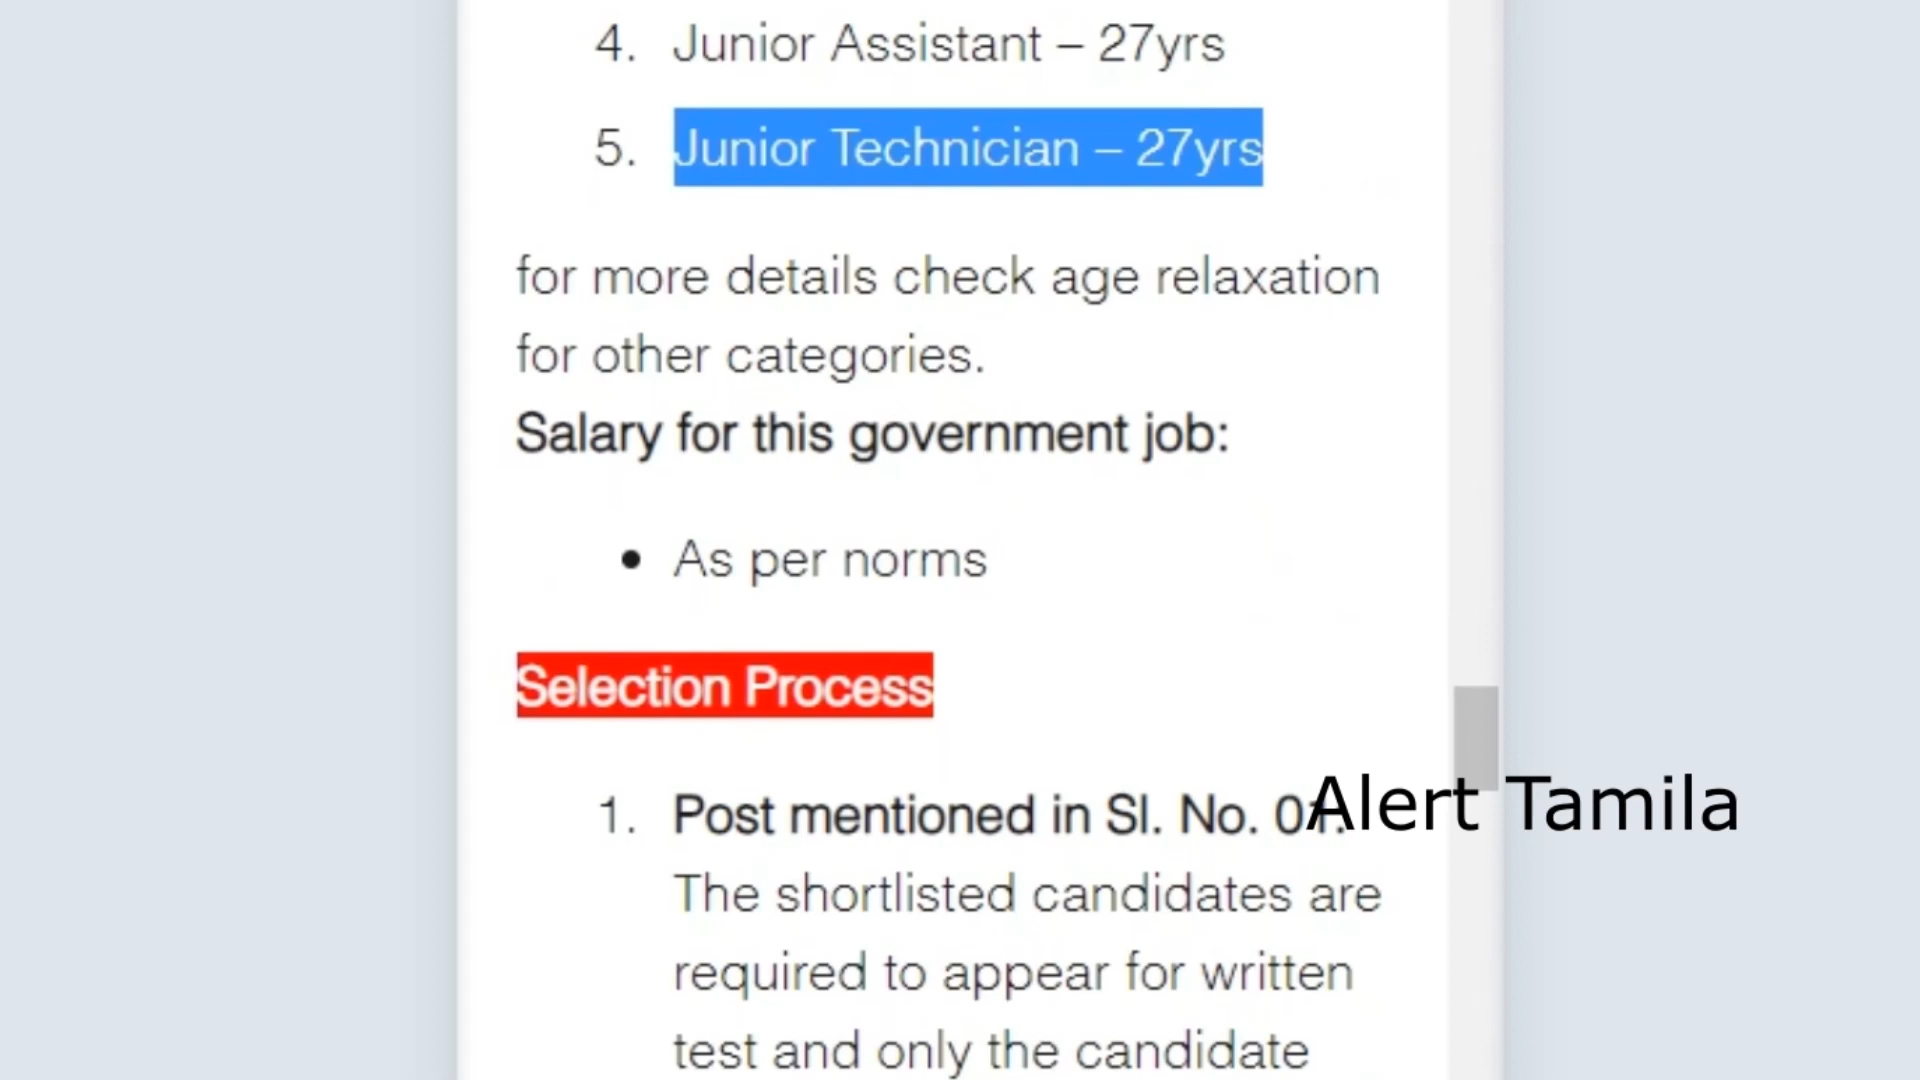 4. Junior Assistant – 27yrs
5. Junior Technician – 27yrs
for more details check age relaxation
for other categories.
Salary for this government job:
• As per norms
Selection Process
1. Post mentioned in Sl. No. 01.
Alert Tamila
The shortlisted candidates are
required to appear for written
test and only the candidate